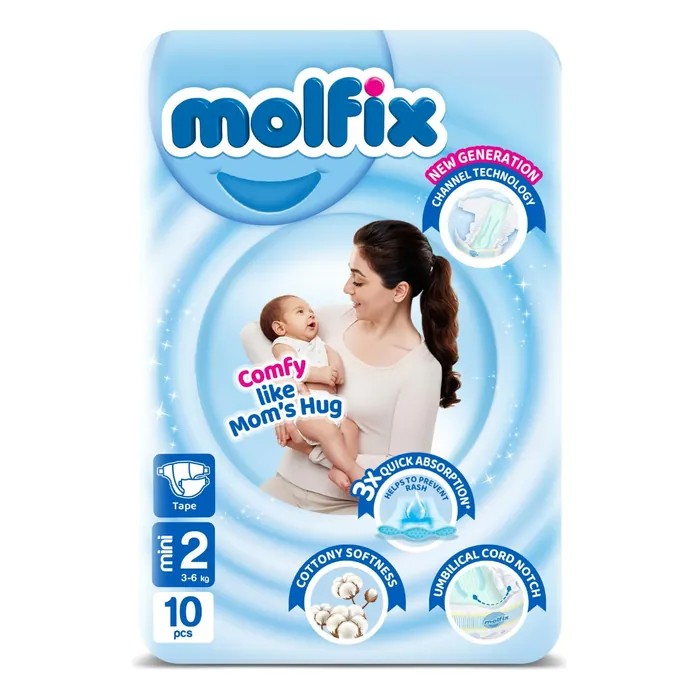 molfix
NEW GENERATION
CHANNEL TECHNOLOGY
Comfy
like
Mom's Hug
3X QUICK ABSORPTION*
HELPS TO PREVENT
RASH
Tape
mini 2
3-6 kg
10
pcs
COTTONY SOFTNESS
UMBILICAL CORD NOTCH
molfix